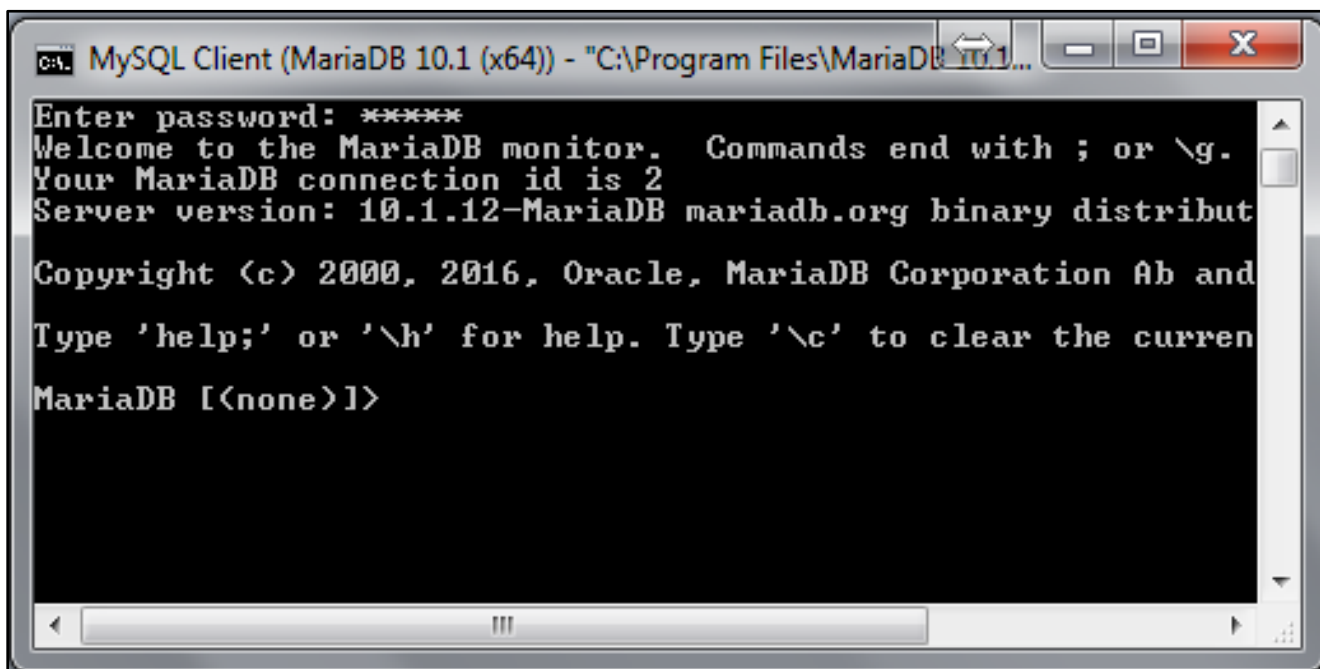 MySQL Client (MariaDB 10.1 (x64)) - "C:\Program Files\MariaDB 10.1...
Enter password: *****
Welcome to the MariaDB monitor.  Commands end with ; or \g.
Your MariaDB connection id is 2
Server version: 10.1.12-MariaDB mariadb.org binary distribut
Copyright (c) 2000, 2016, Oracle, MariaDB Corporation Ab and
Type 'help;' or '\h' for help. Type '\c' to clear the curren
MariaDB [(none)]>